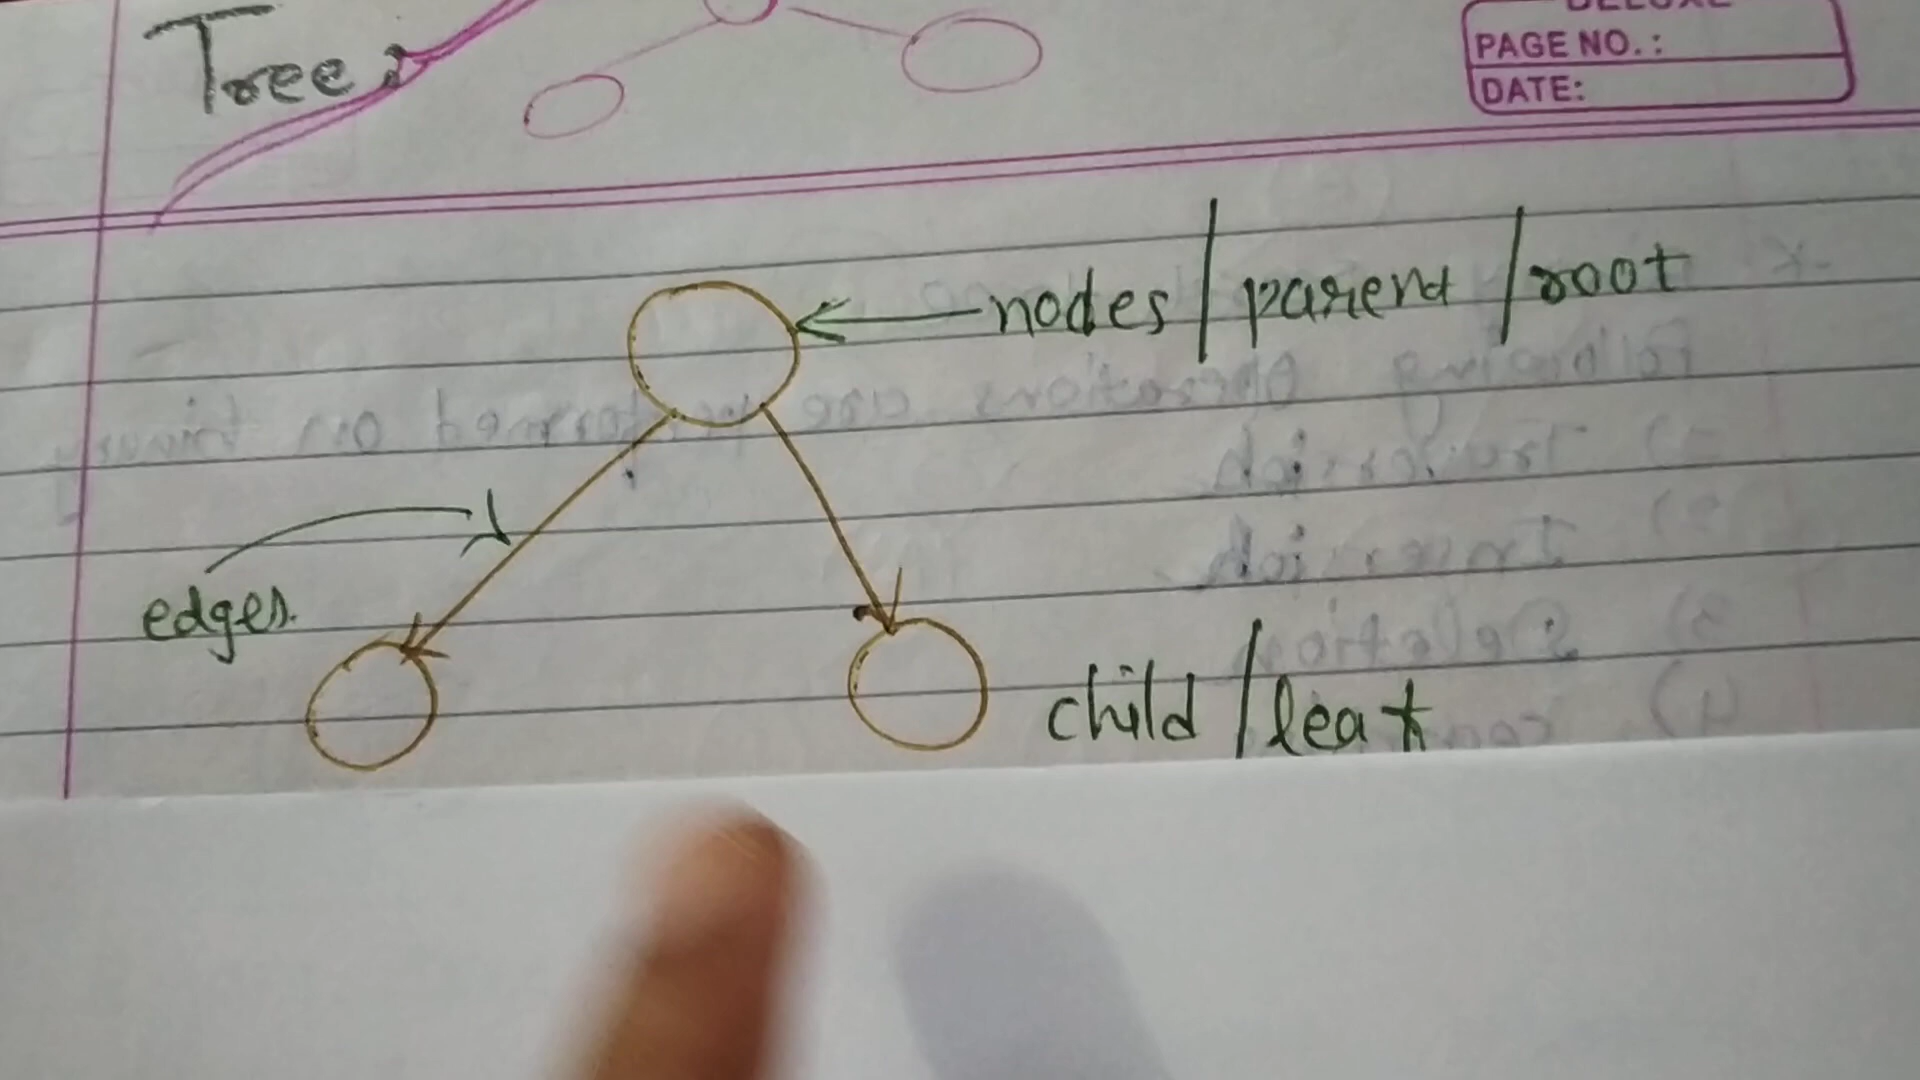 Tree
PAGE NO.:
DATE:
nodes / parent / root
edges.
child / leaf